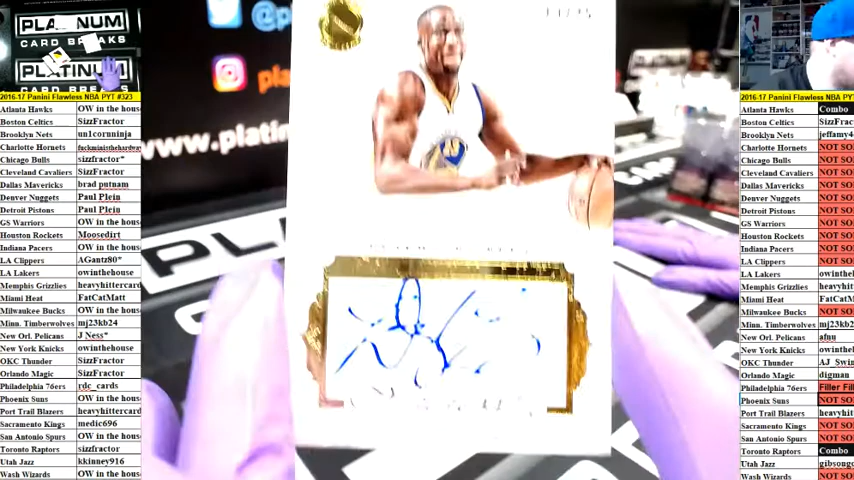 PLATINUM
CARD BREAKS
PLATINUM
CARD BREAKS
www.platin
PLA
2016-17 Panini Flawless NBA PYT #323
Atlanta Hawks OW in the hous
Boston Celtics SizzFractor
Brooklyn Nets un1cornninja
Charlotte Hornets
Chicago Bulls sizzfractor*
Cleveland Cavaliers SizzFractor
Dallas Mavericks brad putnam
Denver Nuggets Paul Plein
Detroit Pistons Paul Plein
GS Warriors OW in the hous
Houston Rockets Moosedirt
Indiana Pacers OW in the hous
LA Clippers AGantz80*
LA Lakers owinthehouse
Memphis Grizzlies heavyhittercard
Miami Heat FatCatMatt
Milwaukee Bucks OW in the hous
Minn. Timberwolves mj23kb24
New Orl. Pelicans J Ness*
New York Knicks owinthehouse
OKC Thunder SizzFractor
Orlando Magic SizzFractor
Philadelphia 76ers rdc_cards
Phoenix Suns OW in the hous
Port Trail Blazers heavyhittercard
Sacramento Kings medic696
San Antonio Spurs OW in the hous
Toronto Raptors sizzfractor
Utah Jazz kkinney916
Wash Wizards OW in the hous
2016-17 Panini Flawless NBA PYT
Atlanta Hawks Combo
Boston Celtics SizzFrac
Brooklyn Nets jeffamy4
Charlotte Hornets NOT SO
Chicago Bulls NOT SO
Cleveland Cavaliers NOT SO
Dallas Mavericks NOT SO
Denver Nuggets NOT SO
Detroit Pistons NOT SO
GS Warriors NOT SO
Houston Rockets NOT SO
Indiana Pacers NOT SO
LA Clippers NOT SO
LA Lakers owinthe
Memphis Grizzlies heavyhit
Miami Heat FatCatM
Milwaukee Bucks NOT SO
Minn. Timberwolves mj23kb2
New Orl. Pelicans afnu
New York Knicks owinthel
OKC Thunder AJ_Swin
Orlando Magic digman
Philadelphia 76ers Filler Fil
Phoenix Suns NOT SO
Port Trail Blazers heavyhit
Sacramento Kings NOT SO
San Antonio Spurs NOT SO
Toronto Raptors Combo
Utah Jazz gibsongu
Wash Wizards NOT SO